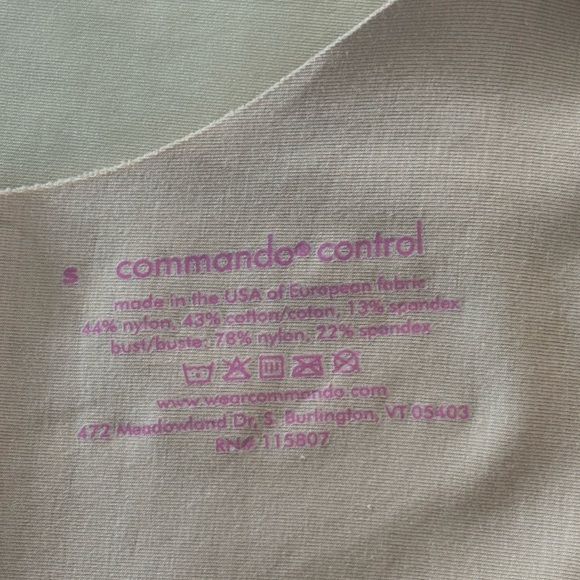 S commando® control
made in the USA of European fabric
44% nylon, 43% cotton/coton, 13% spandex
bust/buste: 78% nylon, 22% spandex
www.wearcommando.com
472 Meadowland Dr, S. Burlington, VT 05403
RN# 115807